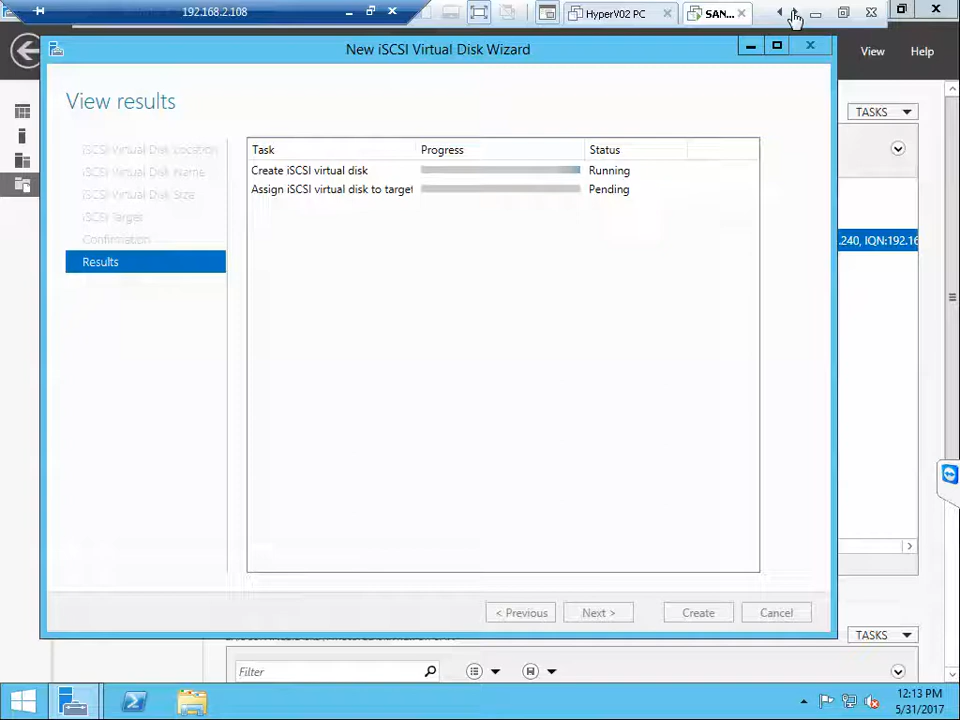 192.168.2.108
HyperV02 PC
SAN...
New iSCSI Virtual Disk Wizard
View
Help
View results
TASKS
iSCSI Virtual Disk Location
iSCSI Virtual Disk Name
iSCSI Virtual Disk Size
iSCSI Target
Confirmation
Results
Task
Progress
Status
Create iSCSI virtual disk
Running
Assign iSCSI virtual disk to target
Pending
.240, IQN:192.16
< Previous
Next >
Create
Cancel
TASKS
Filter
12:13 PM
5/31/2017